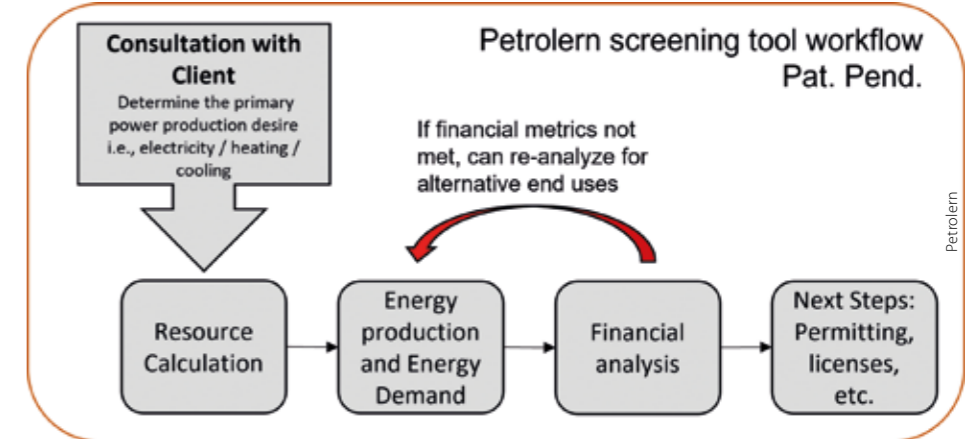 Consultation with
Client
Determine the primary
power production desire
i.e., electricity / heating /
cooling
Petrolern screening tool workflow
Pat. Pend.
If financial metrics not
met, can re-analyze for
alternative end uses
Resource
Calculation
Energy
production
and Energy
Demand
Financial
analysis
Next Steps:
Permitting,
licenses,
etc.
Petrolern